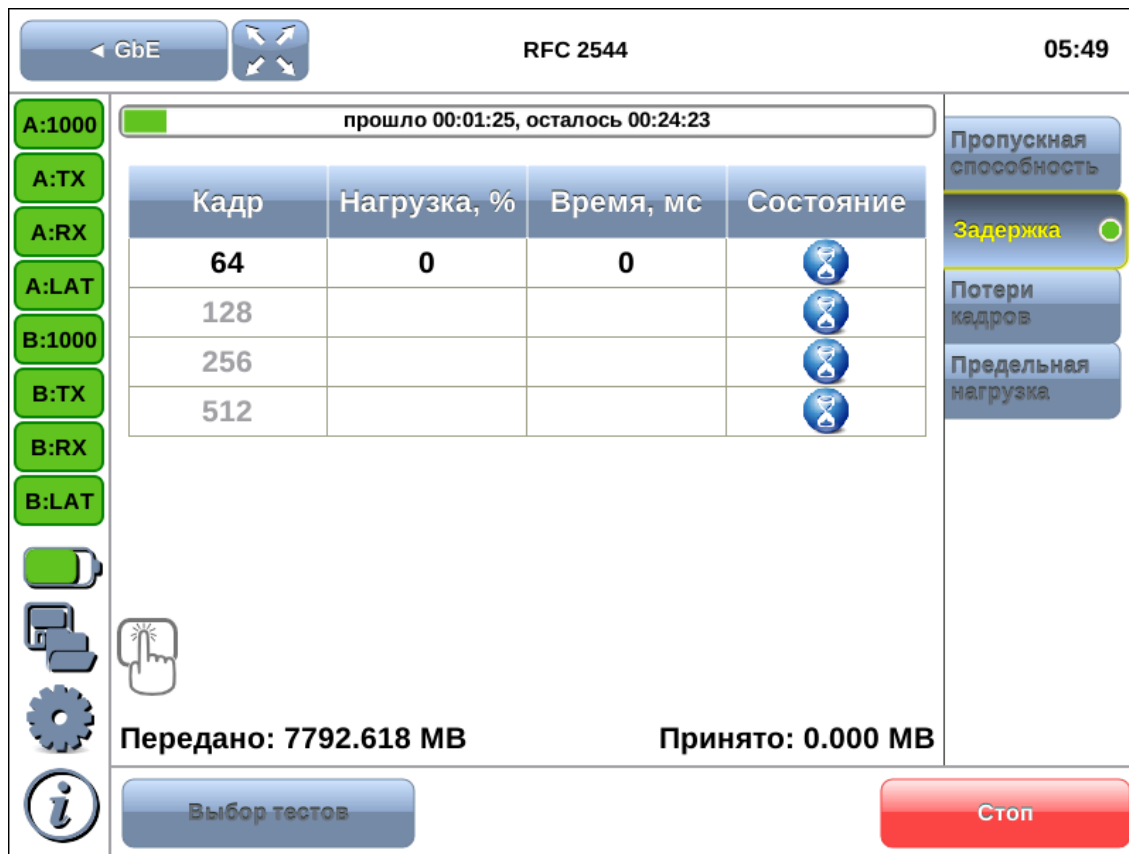 ◄ GbE
RFC 2544
05:49
A:1000
A:TX
A:RX
A:LAT
B:1000
B:TX
B:RX
B:LAT
прошло 00:01:25, осталось 00:24:23
Кадр Нагрузка, % Время, мс Состояние
64 0 0
128
256
512
Передано: 7792.618 MB Принято: 0.000 MB
Пропускная
способность
Задержка
Потери
кадров
Предельная
нагрузка
i
Выбор тестов
Стоп